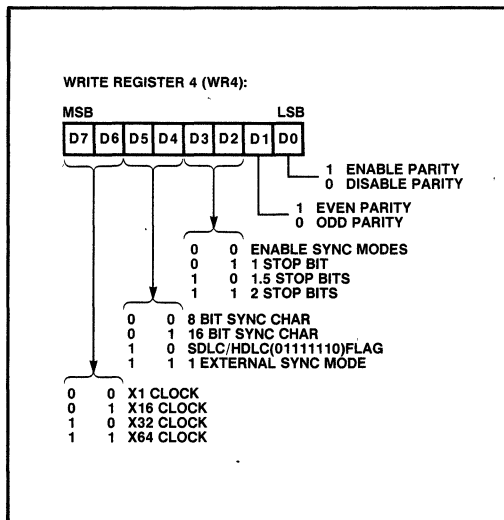 WRITE REGISTER 4 (WR4):
MSB LSB
D7 D6 D5 D4 D3 D2 D1 D0
1 ENABLE PARITY
0 DISABLE PARITY
1 EVEN PARITY
0 ODD PARITY
0 0 ENABLE SYNC MODES
0 1 1 STOP BIT
1 0 1.5 STOP BITS
1 1 2 STOP BITS
0 0 8 BIT SYNC CHAR
0 1 16 BIT SYNC CHAR
1 0 SDLC/HDLC(01111110)FLAG
1 1 1 EXTERNAL SYNC MODE
0 0 X1 CLOCK
0 1 X16 CLOCK
1 0 X32 CLOCK
1 1 X64 CLOCK